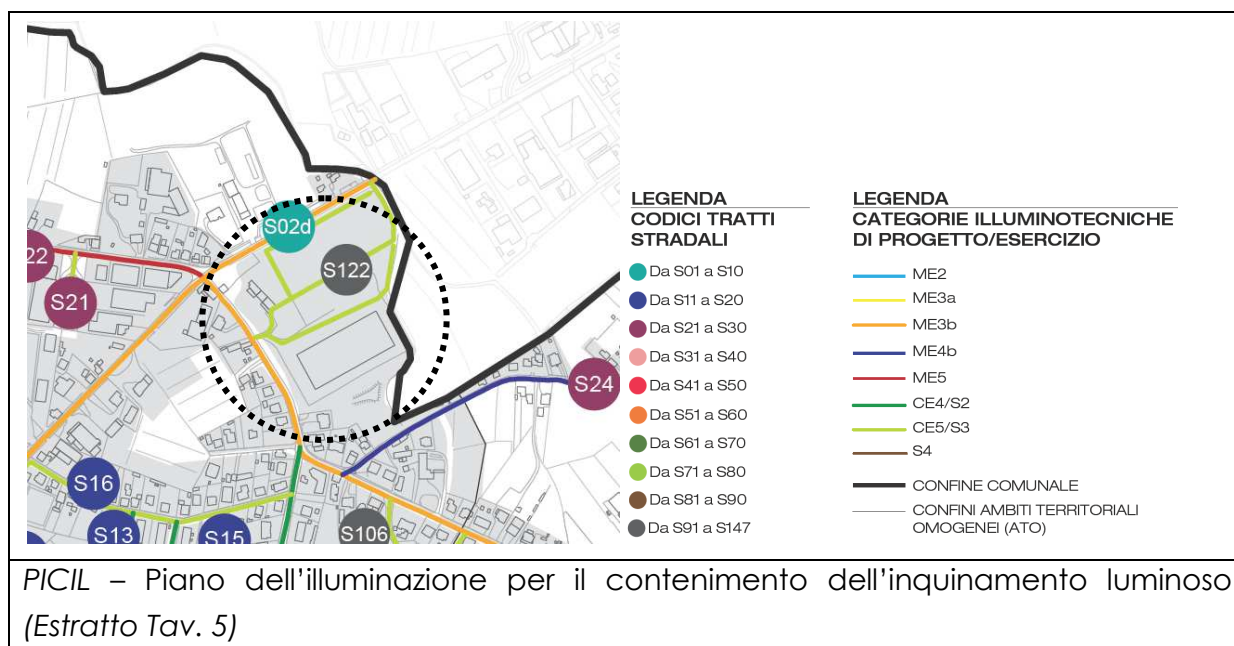 S02d
S122
22
S21
S24
S16
S13
S15
S106
LEGENDA
CODICI TRATTI
STRADALI
Da S01 a S10
Da S11 a S20
Da S21 a S30
Da S31 a S40
Da S41 a S50
Da S51 a S60
Da S61 a S70
Da S71 a S80
Da S81 a S90
Da S91 a S147
LEGENDA
CATEGORIE ILLUMINOTECNICHE
DI PROGETTO/ESERCIZIO
ME2
ME3a
ME3b
ME4b
ME5
CE4/S2
CE5/S3
S4
CONFINE COMUNALE
CONFINI AMBITI TERRITORIALI
OMOGENEI (ATO)
PICIL – Piano dell'illuminazione per il contenimento dell'inquinamento luminoso
(Estratto Tav. 5)